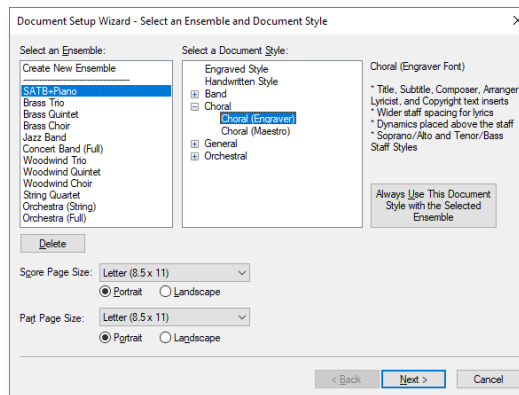 Document Setup Wizard - Select an Ensemble and Document Style
Select an Ensemble:
Create New Ensemble
SATB+Piano
Brass Trio
Brass Quintet
Brass Choir
Jazz Band
Concert Band (Full)
Woodwind Trio
Woodwind Quintet
Woodwind Choir
String Quartet
Orchestra (String)
Orchestra (Full)
Delete
Select a Document Style:
Engraved Style
Handwritten Style
Band
Choral
Choral (Engraver)
Choral (Maestro)
General
Orchestral
Choral (Engraver Font)
* Title, Subtitle, Composer, Arranger
Lyricist, and Copyright text inserts
* Wider staff spacing for lyrics
* Dynamics placed above the staff
* Soprano/Alto and Tenor/Bass
Staff Styles
Always Use This Document
Style with the Selected
Ensemble
Score Page Size: Letter (8.5 x 11)
Portrait Landscape
Part Page Size: Letter (8.5 x 11)
Portrait Landscape
< Back Next > Cancel